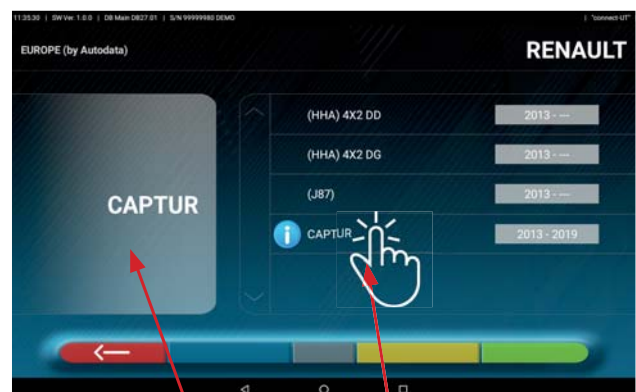 11:35:30 | SW Ver. 1.0.0 | DB Main DB27.01 | S/N 99999980 DEMO | "connect-UT"
EUROPE (by Autodata) RENAULT
CAPTUR
(HHA) 4X2 DD 2013 - ---
(HHA) 4X2 DG 2013 - ---
(J87) 2013 - ---
CAPTUR 2013 - 2019